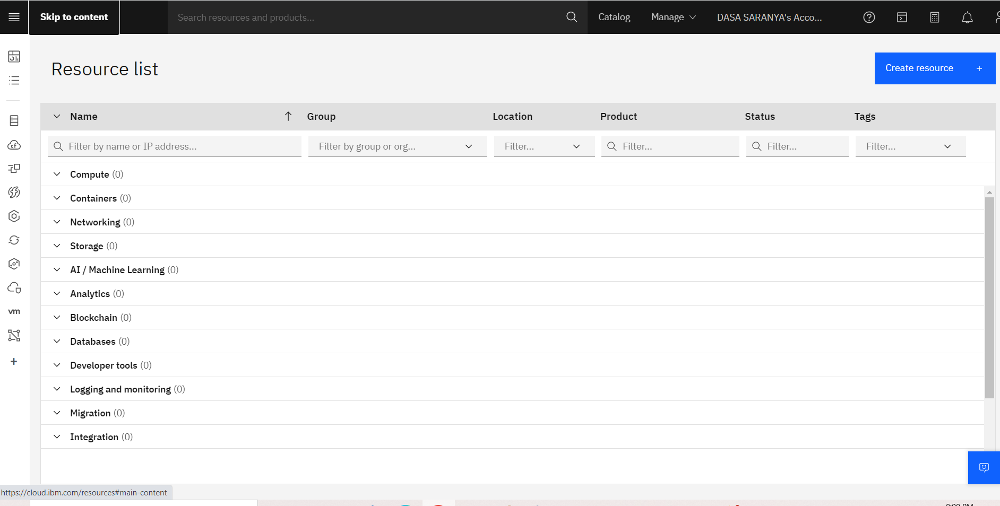 Skip to content
Search resources and products...
Catalog
Manage
DASA SARANYA's Acco...
Resource list
Create resource +
Name Group Location Product Status Tags
Filter by name or IP address... Filter by group or org... Filter... Filter... Filter... Filter...
Compute (0)
Containers (0)
Networking (0)
Storage (0)
AI / Machine Learning (0)
Analytics (0)
Blockchain (0)
vm
Databases (0)
Developer tools (0)
Logging and monitoring (0)
Migration (0)
Integration (0)
https://cloud.ibm.com/resources#main-content